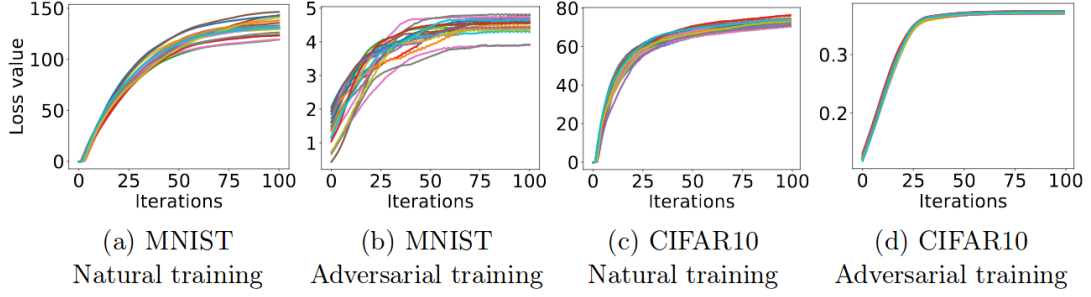 Loss value
150
100
50
0
0 25 50 75 100
Iterations
5
4
3
2
1
0 25 50 75 100
Iterations
80
60
40
20
0
0 25 50 75 100
Iterations
0.3
0.2
0 25 50 75 100
Iterations
(a) MNIST
Natural training
(b) MNIST
Adversarial training
(c) CIFAR10
Natural training
(d) CIFAR10
Adversarial training